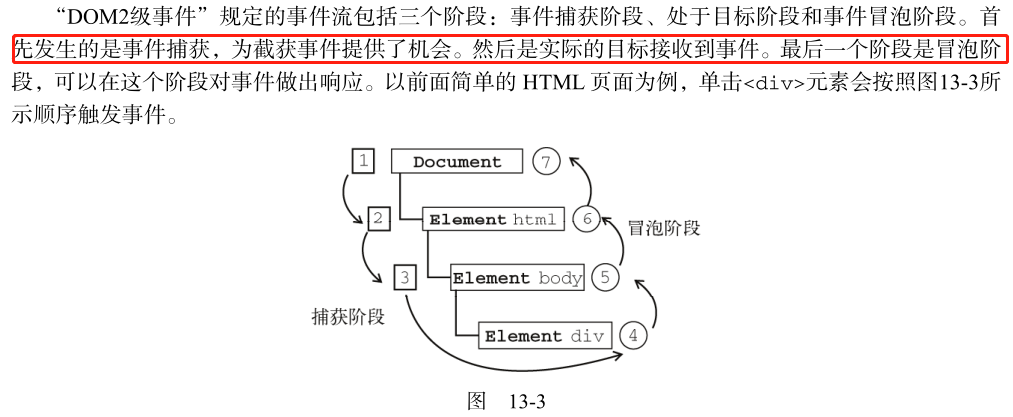 “DOM2级事件”规定的事件流包括三个阶段：事件捕获阶段、处于目标阶段和事件冒泡阶段。首
先发生的是事件捕获，为截获事件提供了机会。然后是实际的目标接收到事件。最后一个阶段是冒泡阶
段，可以在这个阶段对事件做出响应。以前面简单的 HTML 页面为例，单击<div>元素会按照图13-3所
示顺序触发事件。
1 Document 7
2 Element html 6
冒泡阶段
3 Element body 5
捕获阶段
Element div 4
图 13-3